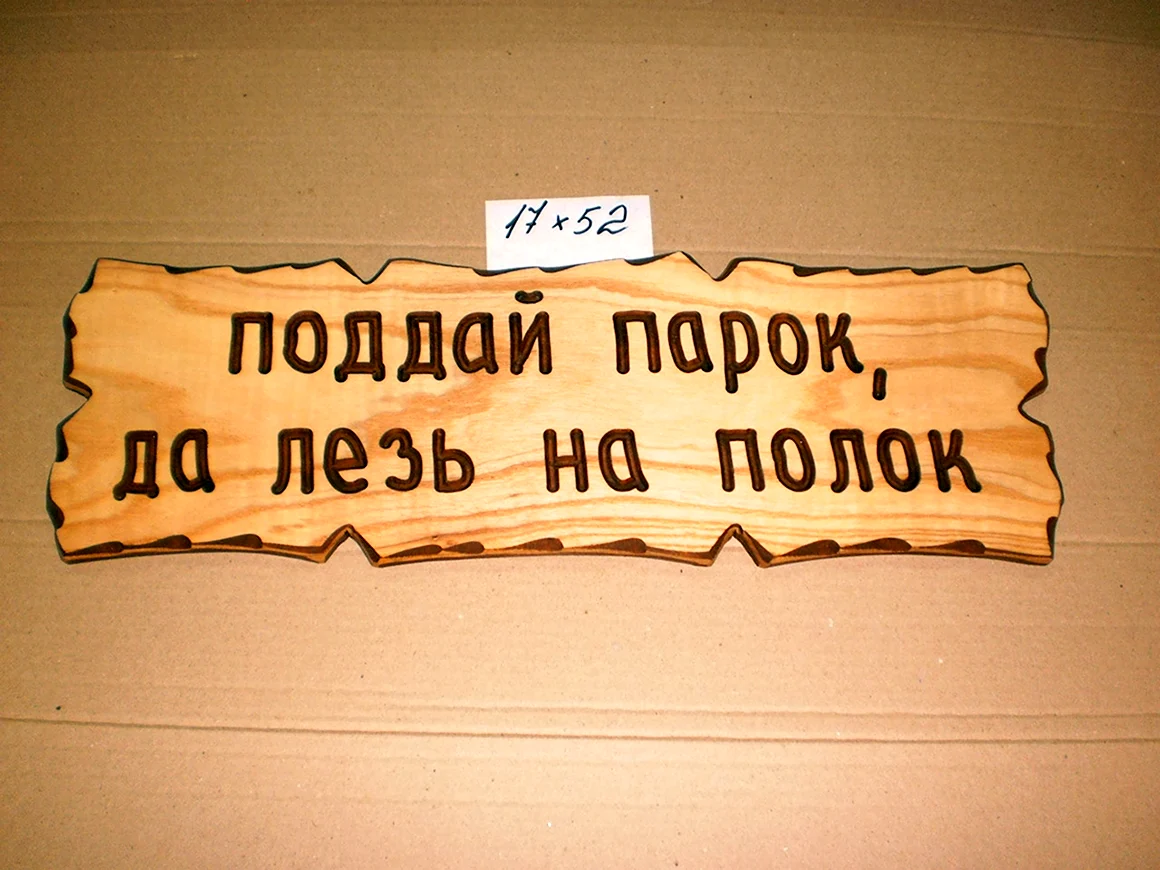 17×52
поддай парок,
да лезь на полок